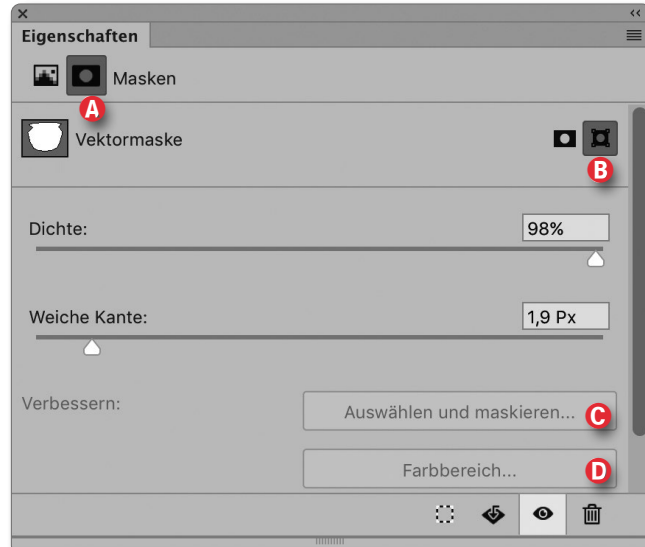 Eigenschaften
Masken
A
Vektormaske
B
Dichte:
98%
Weiche Kante:
1,9 Px
Verbessern:
Auswählen und maskieren...
C
Farbbereich...
D